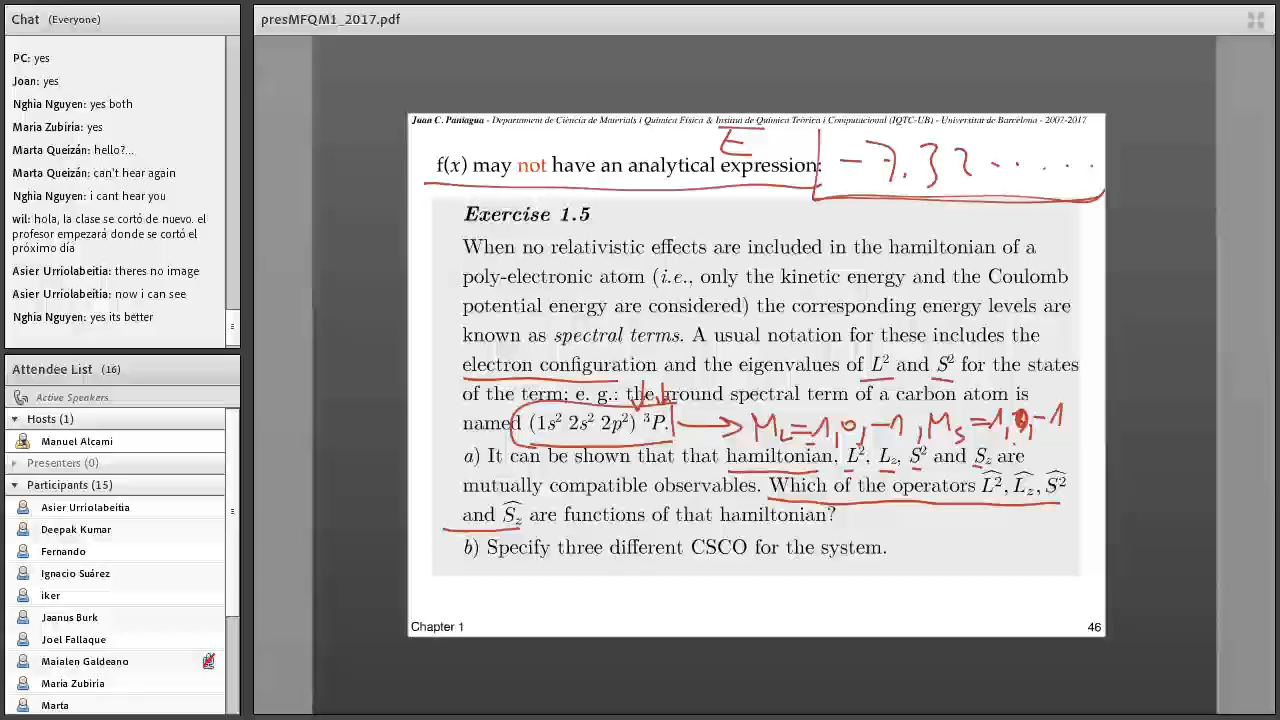 Chat (Everyone)
PC: yes
Joan: yes
Nghia Nguyen: yes both
Maria Zubiria: yes
Marta Queizán: hello?...
Marta Queizán: can't hear again
Nghia Nguyen: i cant hear you
wil: hola, la clase se cortó de nuevo. el
profesor empezará donde se cortó el
próximo día
Asier Urriolabeitia: theres no image
Asier Urriolabeitia: now i can see
Nghia Nguyen: yes its better
Attendee List (16)
Active Speakers
Hosts (1)
Manuel Alcami
Presenters (0)
Participants (15)
Asier Urriolabeitia
Deepak Kumar
Fernando
Ignacio Suárez
iker
Jaanus Burk
Joel Fallaque
Maialen Galdeano
Maria Zubiria
Marta
presMFQM1_2017.pdf
Juan C. Paniagua - Departament de Ciència de Materials i Química Física & Institut de Química Teòrica i Computacional (IQTC-UB) - Universitat de Barcelona - 2007-2017
E
f(x) may not have an analytical expression: -7.32 . . . . . .
Exercise 1.5
When no relativistic effects are included in the hamiltonian of a
poly-electronic atom (i.e., only the kinetic energy and the Coulomb
potential energy are considered) the corresponding energy levels are
known as spectral terms. A usual notation for these includes the
electron configuration and the eigenvalues of L² and S² for the states
of the term; e. g.: the ground spectral term of a carbon atom is
named (1s² 2s² 2p²) ³P. → M_L = 1, 0, -1, M_S = 1, 0, -1
a) It can be shown that that hamiltonian, L², L_z, S² and S_z are
mutually compatible observables. Which of the operators L̂², L̂_z, Ŝ²
and Ŝ_z are functions of that hamiltonian?
b) Specify three different CSCO for the system.
Chapter 1
46